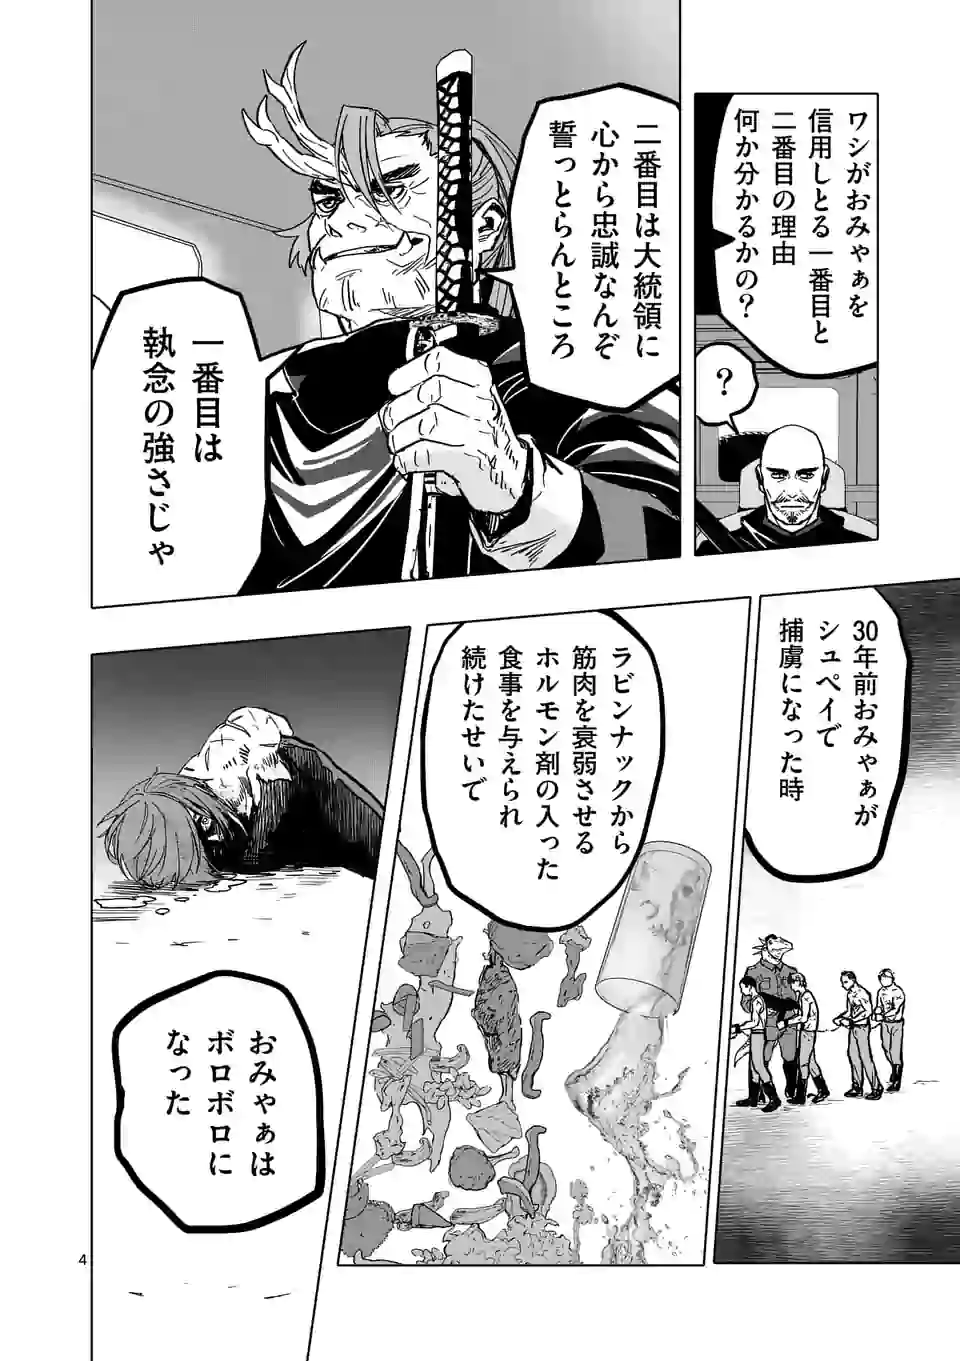 ワシがおみゃぁを
信用しとる一番目と
二番目の理由
何か分かるかの？
？
二番目は大統領に
心から忠誠なんぞ
誓っとらんところ
一番目は
執念の強さじゃ
30年前おみゃぁが
シュペイで
捕虜になった時
ラビンナックから
筋肉を衰弱させる
ホルモン剤の入った
食事を与えられ
続けたせいで
おみゃぁは
ボロボロに
なった
4